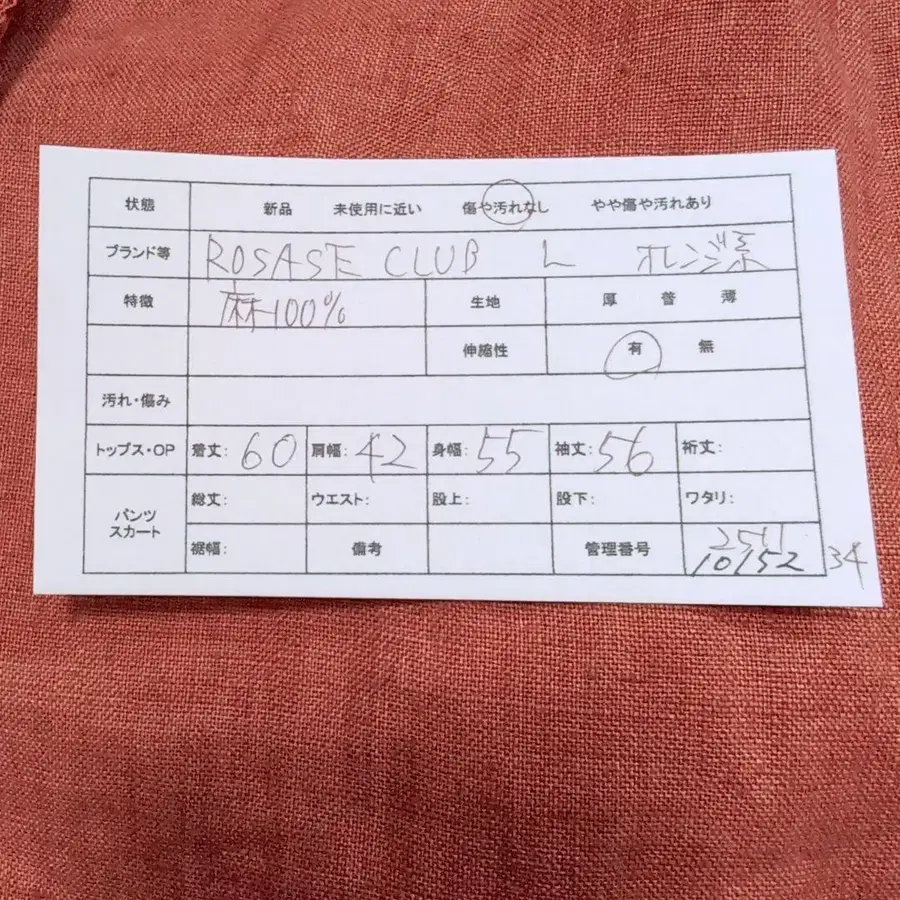 状態 新品 未使用に近い 傷や汚れなし やや傷や汚れあり
ブランド等 ROSASE CLUB L オレンジ系
特徴 麻100% 生地 厚 普 薄
伸縮性 有 無
汚れ・傷み
トップス・OP 着丈: 60 肩幅: 42 身幅: 55 袖丈: 56 裄丈:
パンツ スカート 総丈: ウエスト: 股上: 股下: ワタリ:
裾幅: 備考 管理番号 10152 34